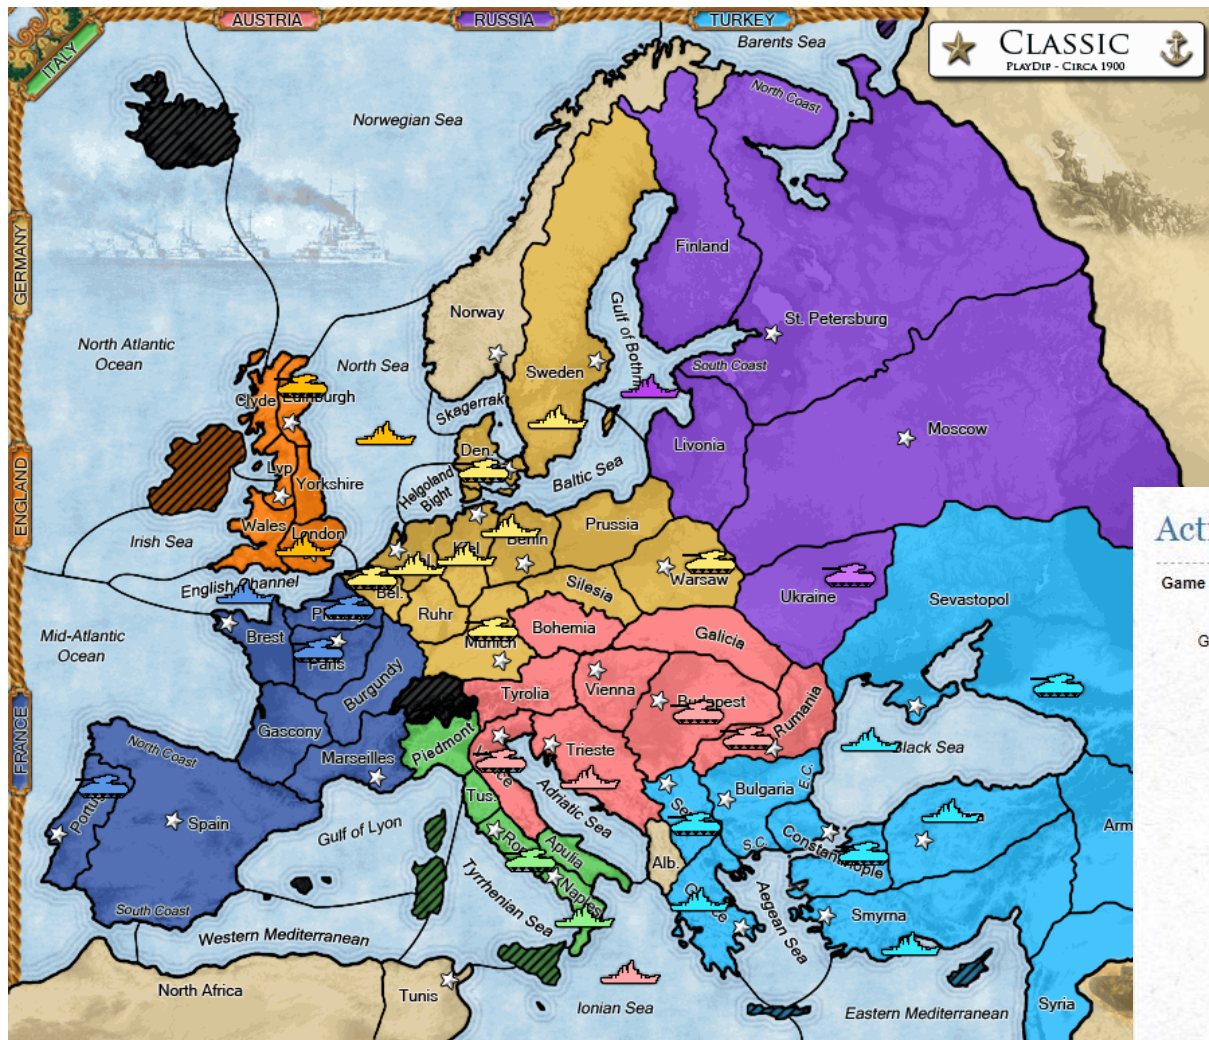 AUSTRIA
RUSSIA
TURKEY
ITALY
Barents Sea
CLASSIC
PLAYDIP - CIRCA 1900
North Coast
Norwegian Sea
GERMANY
Finland
Norway
Gulf of Bothni
St. Petersburg
North Atlantic
Ocean
North Sea
South Coast
Sweden
Clyde
Edinburgh
Skagerrak
Moscow
Livonia
Den.
Lvp
Yorkshire
Helgoland
Bight
Baltic Sea
ENGLAND
Wales
London
Prussia
Berlin
Acti
Irish Sea
English Channel
Bel.
Silesia
Warsaw
Game
Ukraine
Sevastopol
Ruhr
Mid-Atlantic
Ocean
Brest
Paris
Munich
Bohemia
Galicia
G
Burgundy
Tyrolia
Vienna
Budapest
Rumania
FRANCE
Gascony
Piedmont
Trieste
Black Sea
North Coast
Marseilles
Adriatic Sea
Bulgaria
E.C.
Tus.
Spain
Gulf of Lyon
Apulia
S.C.
Constantinople
Arm
Alb.
Tyrrhenian Sea
Naples
Aegean Sea
South Coast
Smyrna
Western Mediterranean
North Africa
Tunis
Ionian Sea
Eastern Mediterranean
Syria